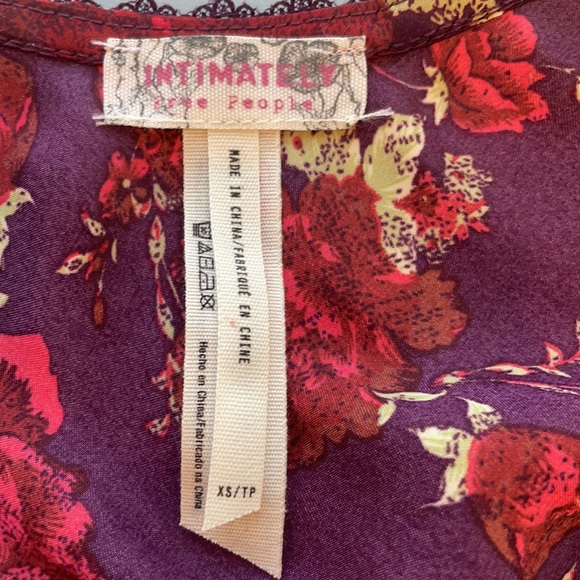 INTIMATELY
Free People
MADE IN CHINA/FABRIQUÉ EN CHINE
XS/TP
Hecho en China/Fabricado na China